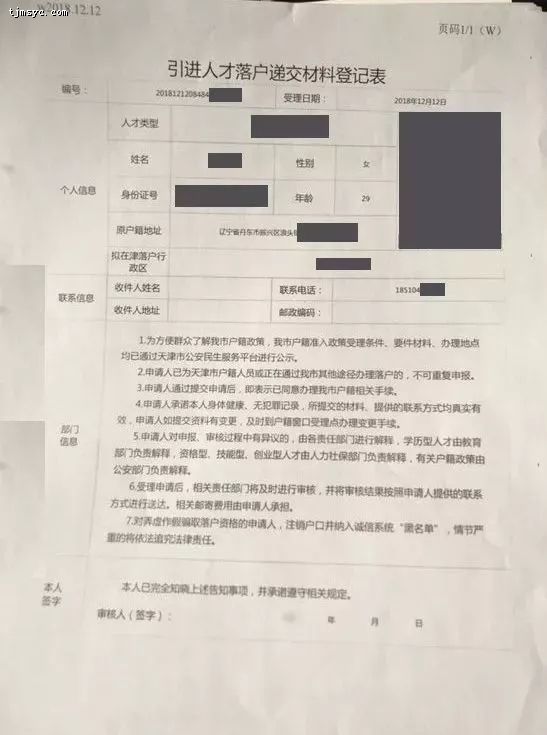 tjmsyz.com
w2018.12.12
页码1/1（W）
引进人才落户递交材料登记表
编号：
2018121208484
受理日期：
2018年12月12日
人才类型
姓名
性别
女
个人信息
身份证号
年龄
29
原户籍地址
辽宁省丹东市振兴区浪头镇
拟在津落户行
政区
联系信息
收件人姓名
联系电话：
18510
收件人地址
邮政编码：
部门
信息
1.为方便群众了解我市户籍政策，我市户籍准入政策受理条件、要件材料、办理地点
均已通过天津市公安民生服务平台进行公示。
2.申请人已为天津市户籍人员或正在通过我市其他途径办理落户的，不可重复申报。
3.申请人通过提交申请后，即表示已同意办理我市户籍相关手续。
4.申请人承诺本人身体健康、无犯罪记录，所提交的材料、提供的联系方式均真实有
效，申请人如提交资料有变更，及时到户籍窗口受理点办理变更手续。
5.申请人对申报、审核过程中有异议的，由各责任部门进行解释，学历型人才由教育
部门负责解释，资格型、技能型、创业型人才由人力社保部门负责解释，有关户籍政策由
公安部门负责解释。
6.受理申请后，相关责任部门将及时进行审核，并将审核结果按照申请人提供的联系
方式进行送达。相关邮寄费用由申请人承担。
7.对弄虚作假骗取落户资格的申请人，注销户口并纳入诚信系统“黑名单”，情节严
重的将依法追究法律责任。
本人
签字
本人已完全知晓上述告知事项，并承诺遵守相关规定。
审核人（签字）：
年 月 日